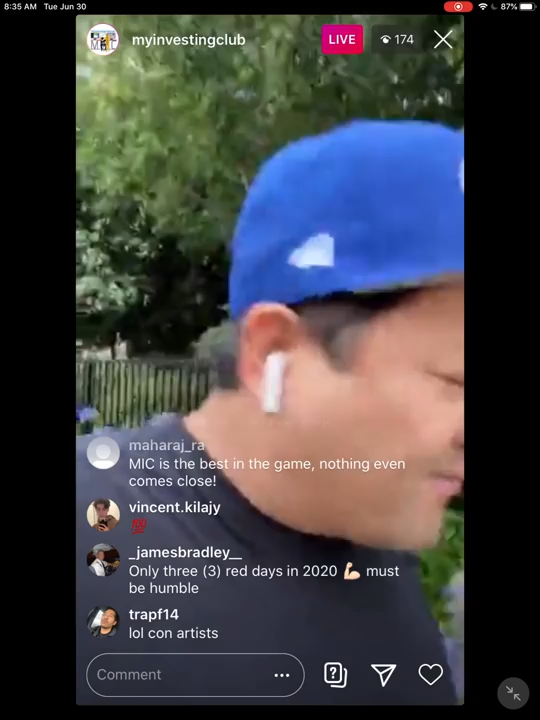 8:35 AM Tue Jun 30
87%
myinvestingclub
LIVE
174
maharaj_ra
MIC is the best in the game, nothing even
comes close!
vincent.kilajy
💯
_jamesbradley__
Only three (3) red days in 2020 💪🏻 must
be humble
trapf14
lol con artists
Comment